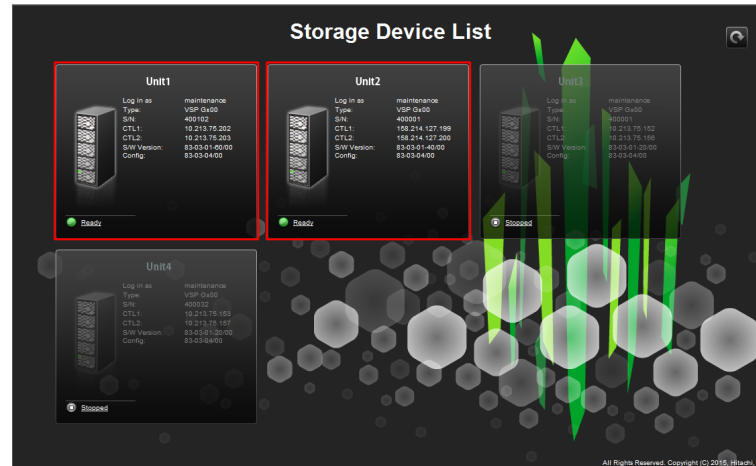 Storage Device List
Unit1
Log in as maintenance
Type: VSP Gx00
S/N: 400102
CTL1: 10.213.75.202
CTL2: 10.213.75.203
S/W Version: 83-03-01-60/00
Config: 83-03-04/00
Ready
Unit2
Log in as maintenance
Type: VSP Gx00
S/N: 400001
CTL1: 158.214.127.199
CTL2: 158.214.127.200
S/W Version: 83-03-01-40/00
Config: 83-03-04/00
Ready
Unit3
Log in as maintenance
Type: VSP Gx00
S/N: 400001
CTL1: 10.213.75.152
CTL2: 10.213.75.156
S/W Version: 83-03-01-20/00
Config: 83-03-04/00
Stopped
Unit4
Log in as maintenance
Type: VSP Gx00
S/N: 400032
CTL1: 10.213.75.153
CTL2: 10.213.75.157
S/W Version: 83-03-01-20/00
Config: 83-03-04/00
Stopped
All Rights Reserved. Copyright (C) 2015, Hitachi,